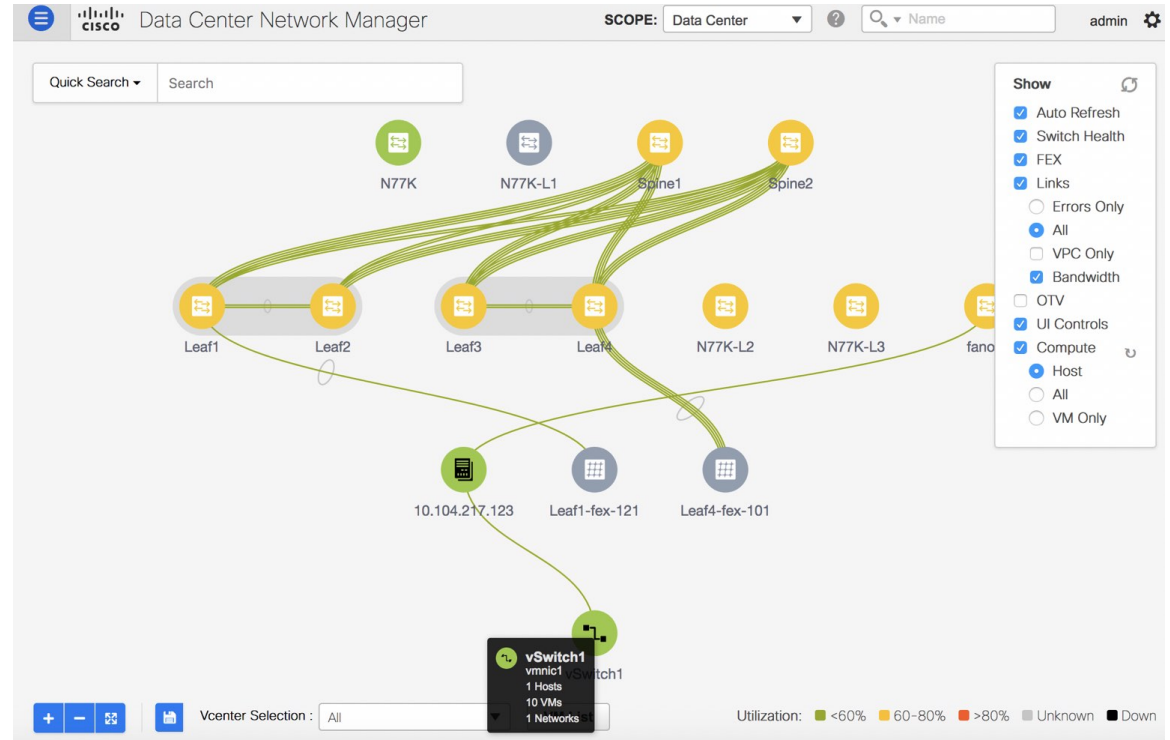 cisco Data Center Network Manager SCOPE: Data Center ? Name admin
Quick Search Search
Show
Auto Refresh
Switch Health
FEX
Links
Errors Only
All
VPC Only
Bandwidth
OTV
UI Controls
Compute
Host
All
VM Only
N77K N77K-L1 Spine1 Spine2
Leaf1 Leaf2 Leaf3 Leaf4 N77K-L2 N77K-L3 fano
10.104.217.123 Leaf1-fex-121 Leaf4-fex-101
vSwitch1
vSwitch1
vmnic1
1 Hosts
10 VMs
1 Networks
Vcenter Selection : All
Utilization: <60% 60-80% >80% Unknown Down